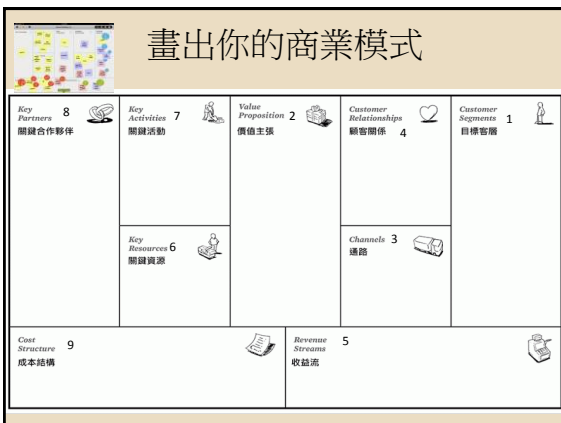 畫出你的商業模式
Key
Partners 8
關鍵合作夥伴
Key
Activities 7
關鍵活動
Value
Proposition 2
價值主張
Customer
Relationships
顧客關係 4
Customer
Segments 1
目標客層
Key
Resources 6
關鍵資源
Channels 3
通路
Cost
Structure 9
成本結構
Revenue 5
Streams
收益流